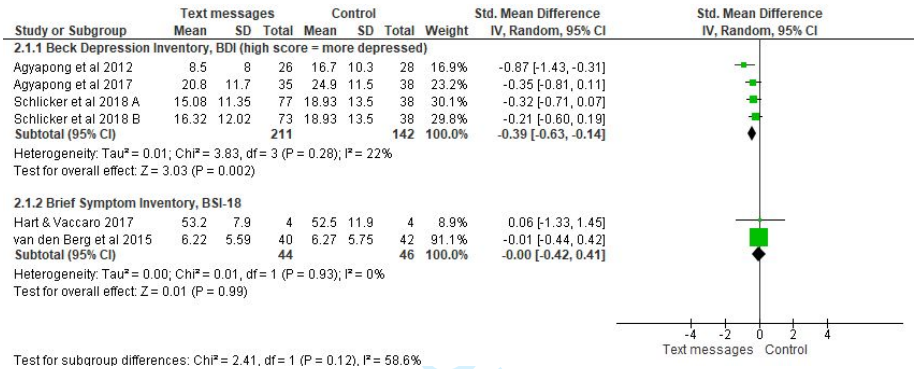 Text messages Control Std. Mean Difference Std. Mean Difference
Study or Subgroup Mean SD Total Mean SD Total Weight IV, Random, 95% CI IV, Random, 95% CI
2.1.1 Beck Depression Inventory, BDI (high score = more depressed)
Agyapong et al 2012 8.5 8 26 16.7 10.3 28 16.9% -0.87 [-1.43, -0.31]
Agyapong et al 2017 20.8 11.7 35 24.9 11.5 38 23.2% -0.35 [-0.81, 0.11]
Schlicker et al 2018 A 15.08 11.35 77 18.93 13.5 38 30.1% -0.32 [-0.71, 0.07]
Schlicker et al 2018 B 16.32 12.02 73 18.93 13.5 38 29.8% -0.21 [-0.60, 0.19]
Subtotal (95% CI) 211 142 100.0% -0.39 [-0.63, -0.14]
Heterogeneity: Tau² = 0.01; Chi² = 3.83, df = 3 (P = 0.28); I² = 22%
Test for overall effect: Z = 3.03 (P = 0.002)
2.1.2 Brief Symptom Inventory, BSI-18
Hart & Vaccaro 2017 53.2 7.9 4 52.5 11.9 4 8.9% 0.06 [-1.33, 1.45]
van den Berg et al 2015 6.22 5.59 40 6.27 5.75 42 91.1% -0.01 [-0.44, 0.42]
Subtotal (95% CI) 44 46 100.0% -0.00 [-0.42, 0.41]
Heterogeneity: Tau² = 0.00; Chi² = 0.01, df = 1 (P = 0.93); I² = 0%
Test for overall effect: Z = 0.01 (P = 0.99)
-4 -2 0 2 4
Text messages Control
Test for subgroup differences: Chi² = 2.41, df = 1 (P = 0.12), I² = 58.6%